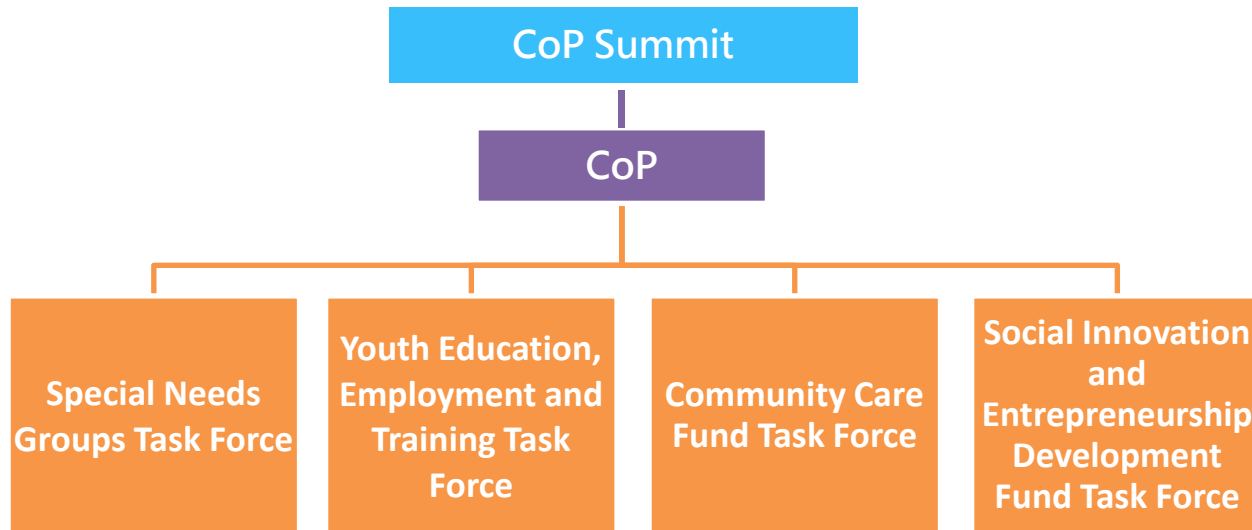 CoP Summit
CoP
Special Needs
Groups Task Force
Youth Education,
Employment and
Training Task
Force
Community Care
Fund Task Force
Social Innovation
and
Entrepreneurship
Development
Fund Task Force